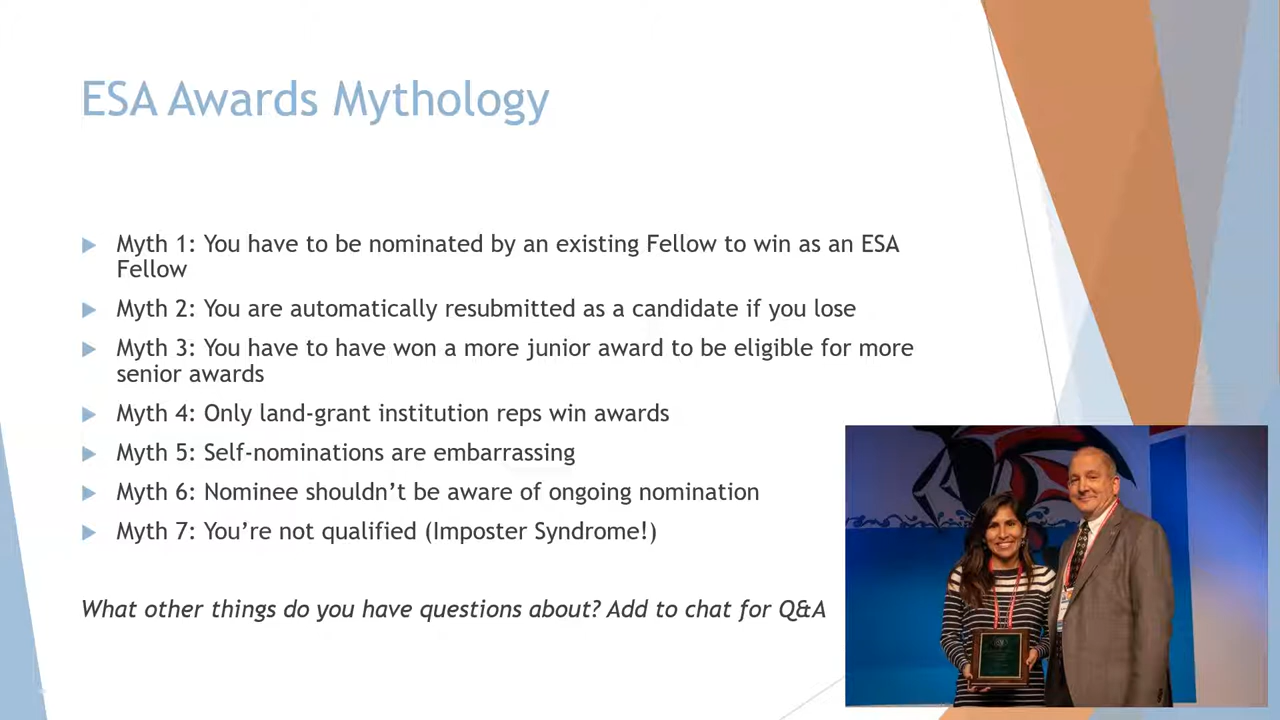 ESA Awards Mythology
Myth 1: You have to be nominated by an existing Fellow to win as an ESA
Fellow
Myth 2: You are automatically resubmitted as a candidate if you lose
Myth 3: You have to have won a more junior award to be eligible for more
senior awards
Myth 4: Only land-grant institution reps win awards
Myth 5: Self-nominations are embarrassing
Myth 6: Nominee shouldn’t be aware of ongoing nomination
Myth 7: You’re not qualified (Imposter Syndrome!)
What other things do you have questions about? Add to chat for Q&A